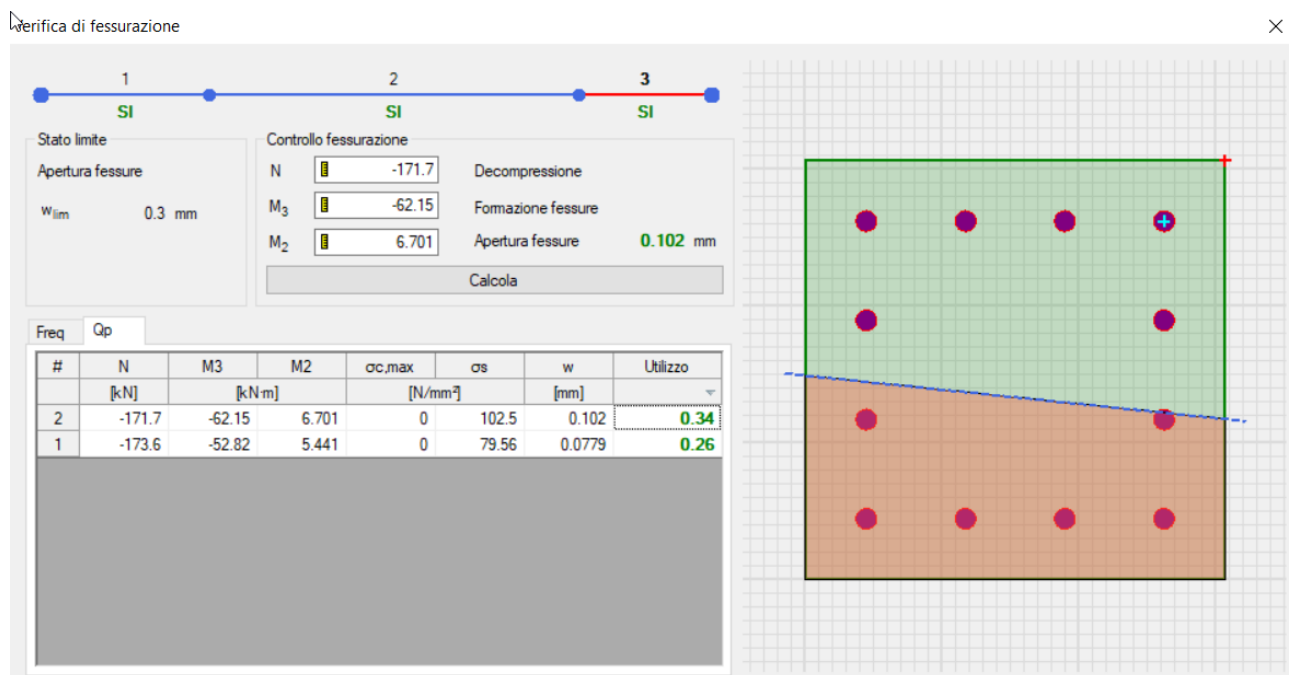 Verifica di fessurazione
1 2 3
SI SI SI
Stato limite
Apertura fessure
wlim 0.3 mm
Controllo fessurazione
N -171.7 Decompressione
M3 -62.15 Formazione fessure
M2 6.701 Apertura fessure 0.102 mm
Calcola
Freq Qp
# N M3 M2 σc,max σs w Utilizzo
[kN] [kN·m] [N/mm²] [mm]
2 -171.7 -62.15 6.701 0 102.5 0.102 0.34
1 -173.6 -52.82 5.441 0 79.56 0.0779 0.26